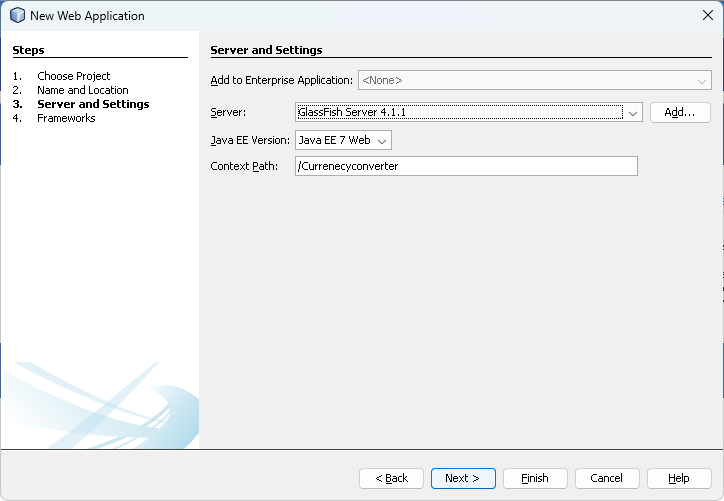 New Web Application
Steps
1. Choose Project
2. Name and Location
3. Server and Settings
4. Frameworks
Server and Settings
Add to Enterprise Application: <None>
Server: GlassFish Server 4.1.1 Add...
Java EE Version: Java EE 7 Web
Context Path: /Currenecyconverter
< Back Next > Finish Cancel Help